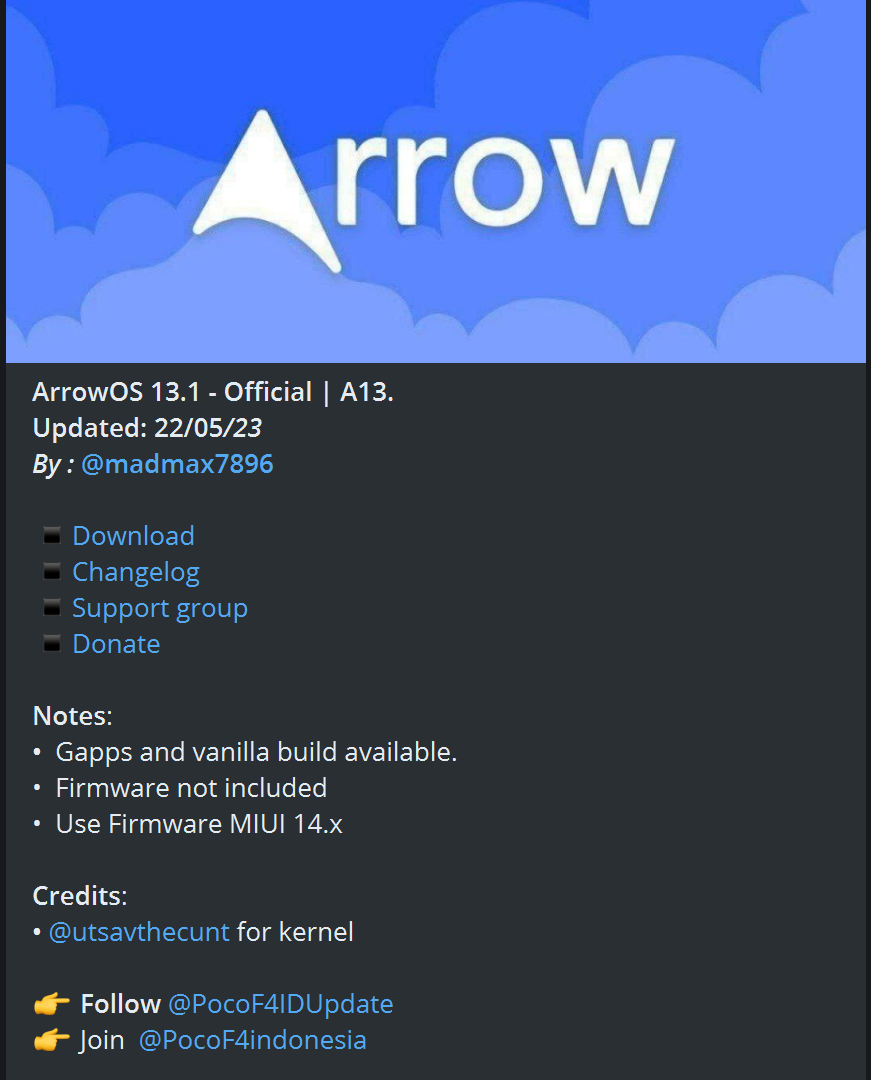 Arrow
ArrowOS 13.1 - Official | A13.
Updated: 22/05/23
By : @madmax7896
▪ Download
▪ Changelog
▪ Support group
▪ Donate
Notes:
• Gapps and vanilla build available.
• Firmware not included
• Use Firmware MIUI 14.x
Credits:
• @utsavthecunt for kernel
👉 Follow @PocoF4IDUpdate
👉 Join @PocoF4indonesia